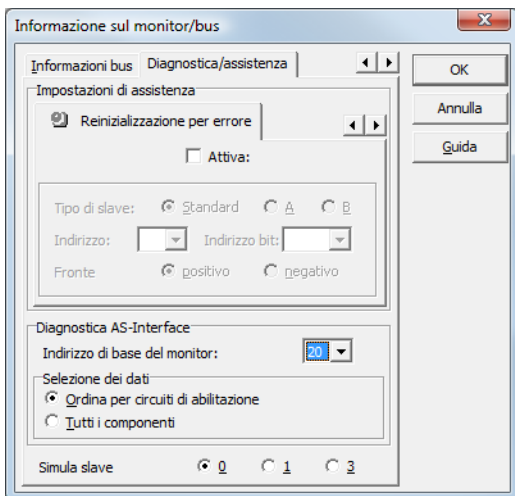 Informazione sul monitor/bus
Informazioni bus Diagnostica/assistenza
OK
Annulla
Guida
Impostazioni di assistenza
Reinizializzazione per errore
Attiva:
Tipo di slave: Standard A B
Indirizzo: Indirizzo bit:
Fronte positivo negativo
Diagnostica AS-Interface
Indirizzo di base del monitor: 20
Selezione dei dati
Ordina per circuiti di abilitazione
Tutti i componenti
Simula slave 0 1 3